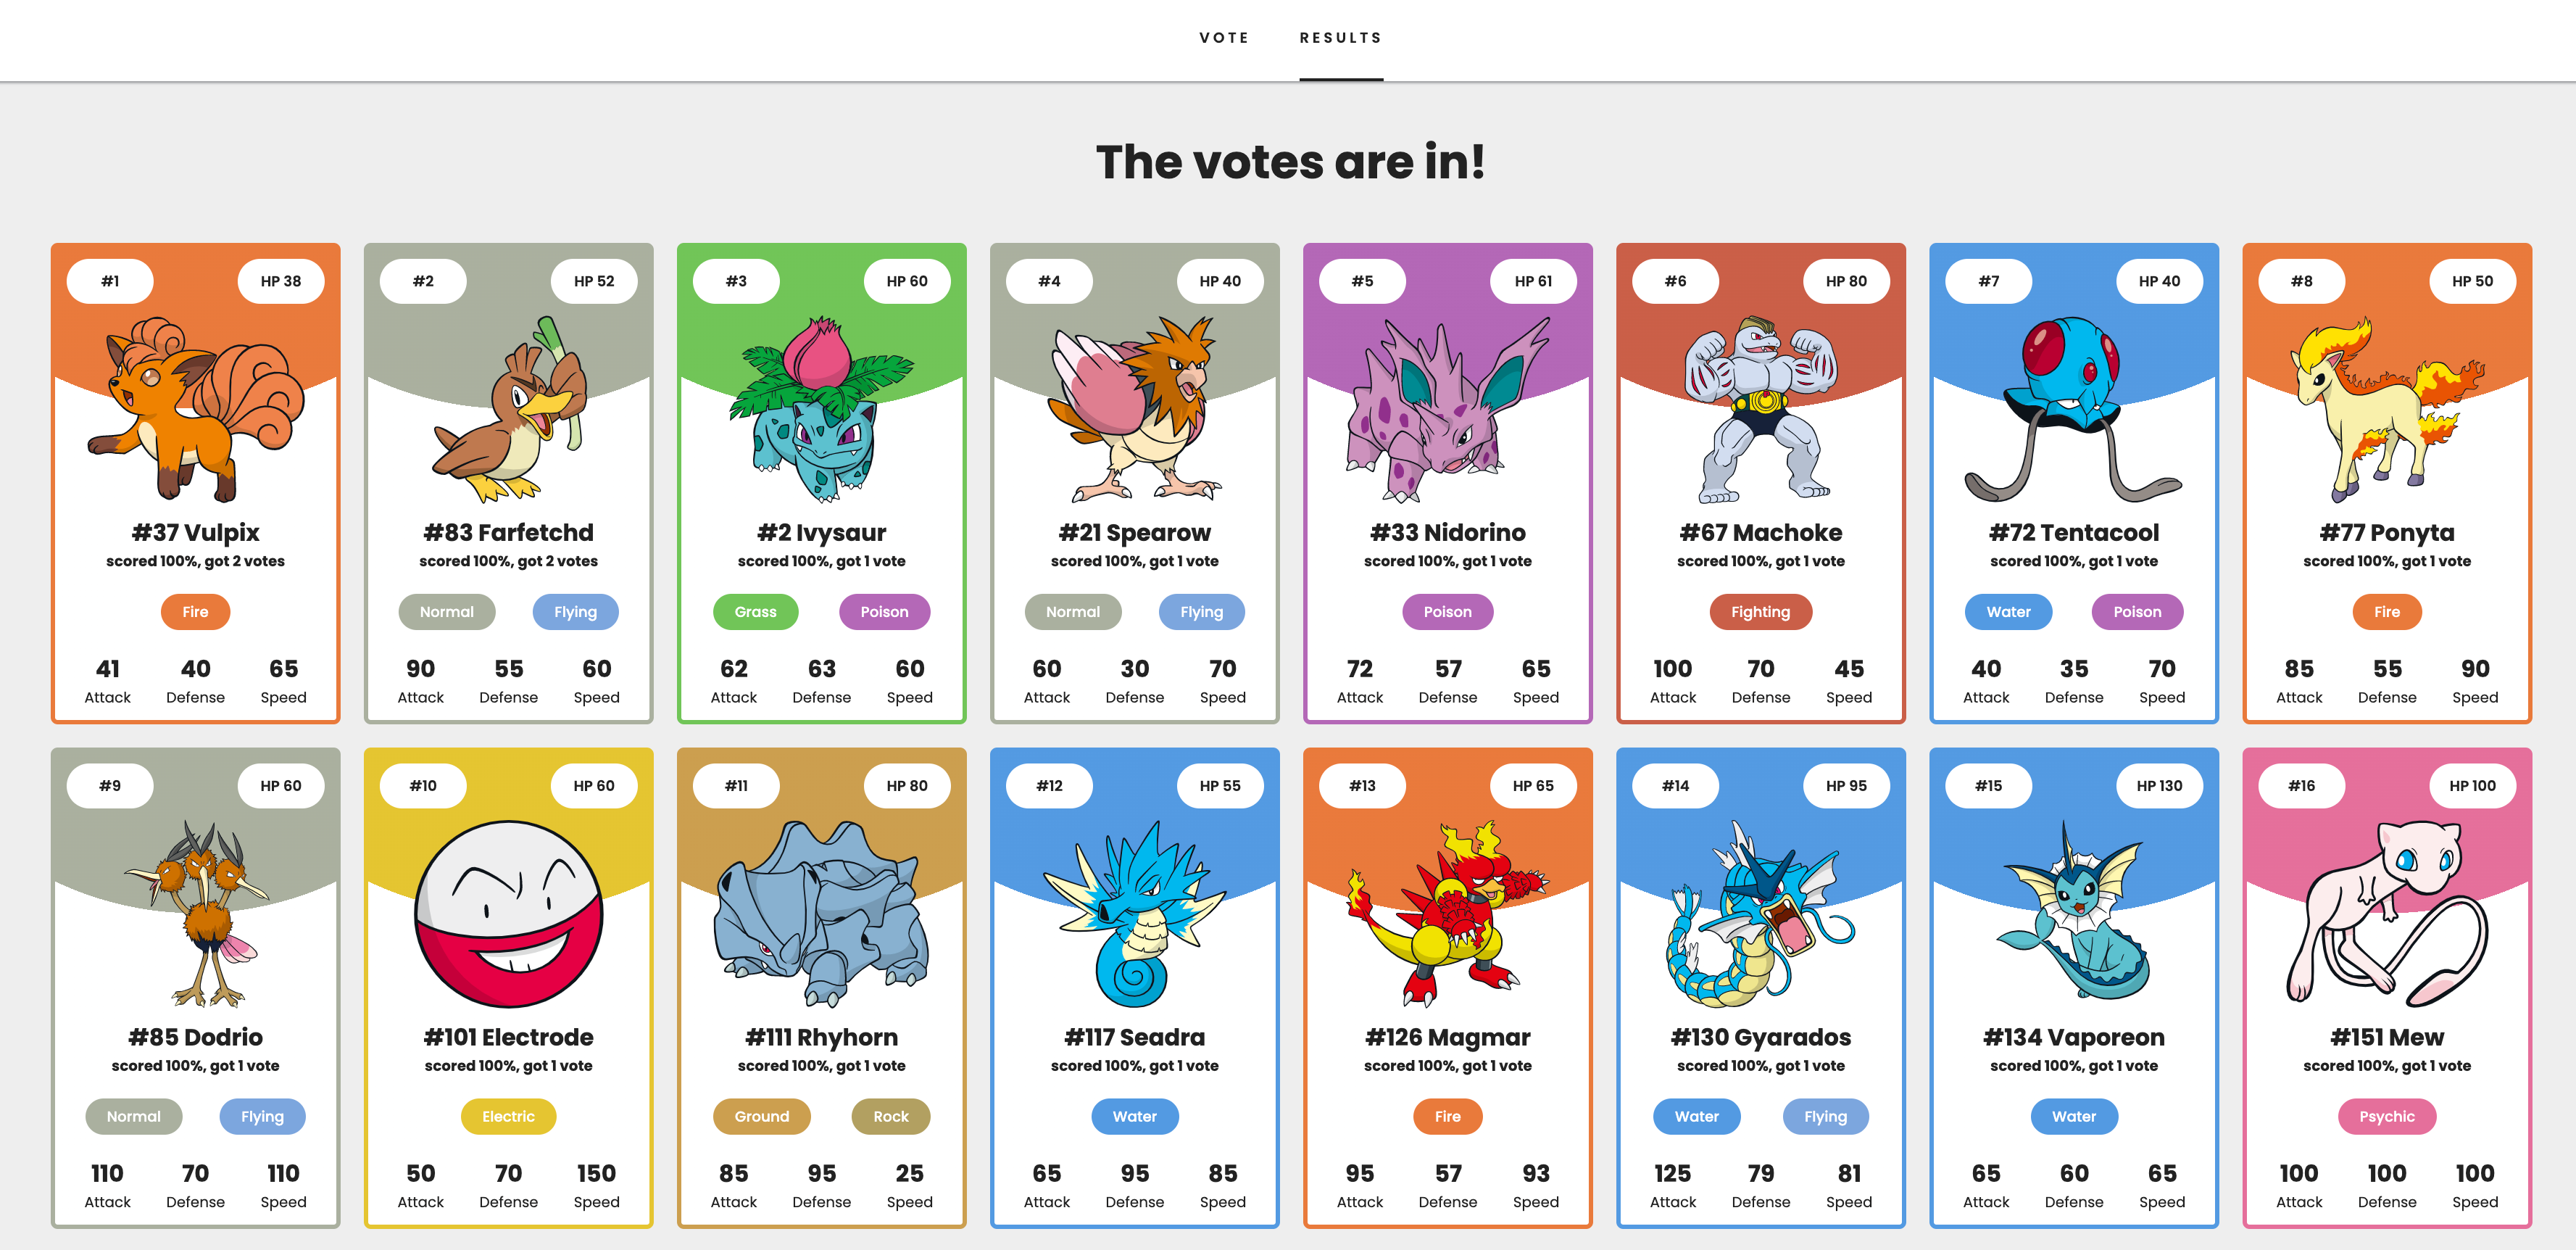 VOTE RESULTS
The votes are in!
#1 HP 38
#37 Vulpix
scored 100%, got 2 votes
Fire
41 40 65
Attack Defense Speed
#2 HP 52
#83 Farfetchd
scored 100%, got 2 votes
Normal Flying
90 55 60
Attack Defense Speed
#3 HP 60
#2 Ivysaur
scored 100%, got 1 vote
Grass Poison
62 63 60
Attack Defense Speed
#4 HP 40
#21 Spearow
scored 100%, got 1 vote
Normal Flying
60 30 70
Attack Defense Speed
#5 HP 61
#33 Nidorino
scored 100%, got 1 vote
Poison
72 57 65
Attack Defense Speed
#6 HP 80
#67 Machoke
scored 100%, got 1 vote
Fighting
100 70 45
Attack Defense Speed
#7 HP 40
#72 Tentacool
scored 100%, got 1 vote
Water Poison
40 35 70
Attack Defense Speed
#8 HP 50
#77 Ponyta
scored 100%, got 1 vote
Fire
85 55 90
Attack Defense Speed
#9 HP 60
#85 Dodrio
scored 100%, got 1 vote
Normal Flying
110 70 110
Attack Defense Speed
#10 HP 60
#101 Electrode
scored 100%, got 1 vote
Electric
50 70 150
Attack Defense Speed
#11 HP 80
#111 Rhyhorn
scored 100%, got 1 vote
Ground Rock
85 95 25
Attack Defense Speed
#12 HP 55
#117 Seadra
scored 100%, got 1 vote
Water
65 95 85
Attack Defense Speed
#13 HP 65
#126 Magmar
scored 100%, got 1 vote
Fire
95 57 93
Attack Defense Speed
#14 HP 95
#130 Gyarados
scored 100%, got 1 vote
Water Flying
125 79 81
Attack Defense Speed
#15 HP 130
#134 Vaporeon
scored 100%, got 1 vote
Water
65 60 65
Attack Defense Speed
#16 HP 100
#151 Mew
scored 100%, got 1 vote
Psychic
100 100 100
Attack Defense Speed